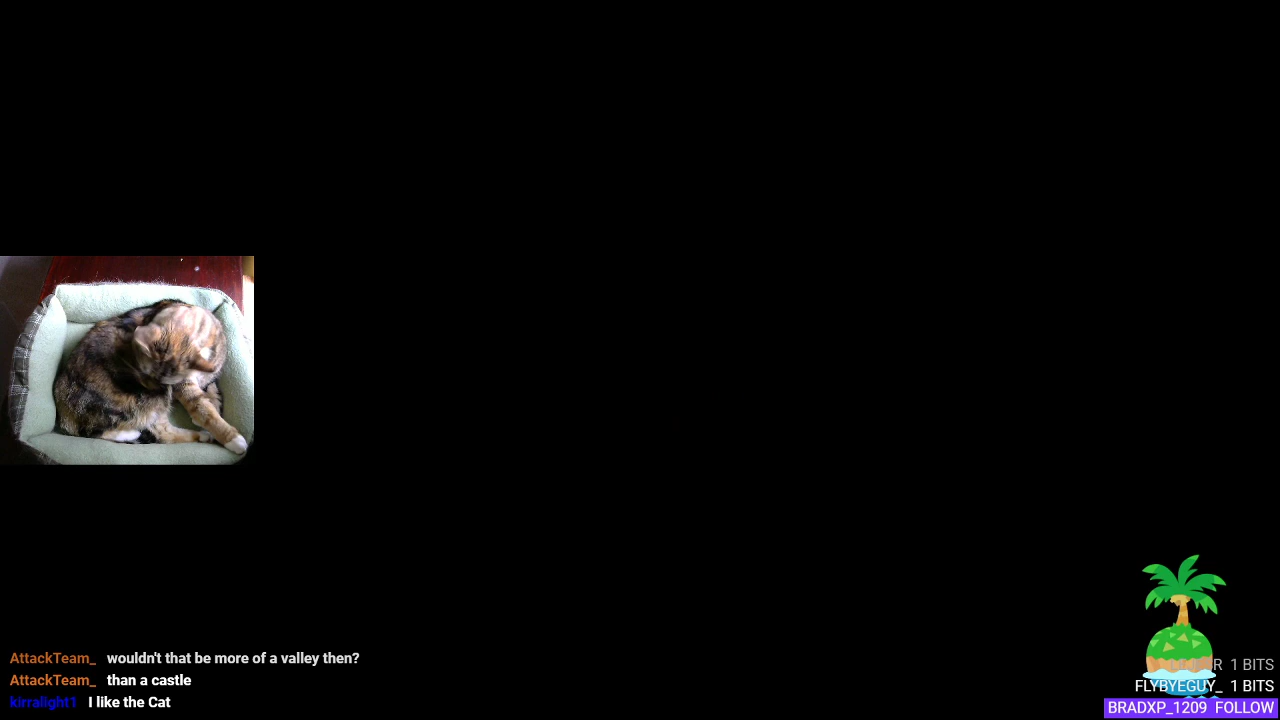 AttackTeam_ wouldn't that be more of a valley then?
AttackTeam_ than a castle
kirralight1 I like the Cat
R 1 BITS
FLYBYEGUY_ 1 BITS
BRADXP_1209 FOLLOW